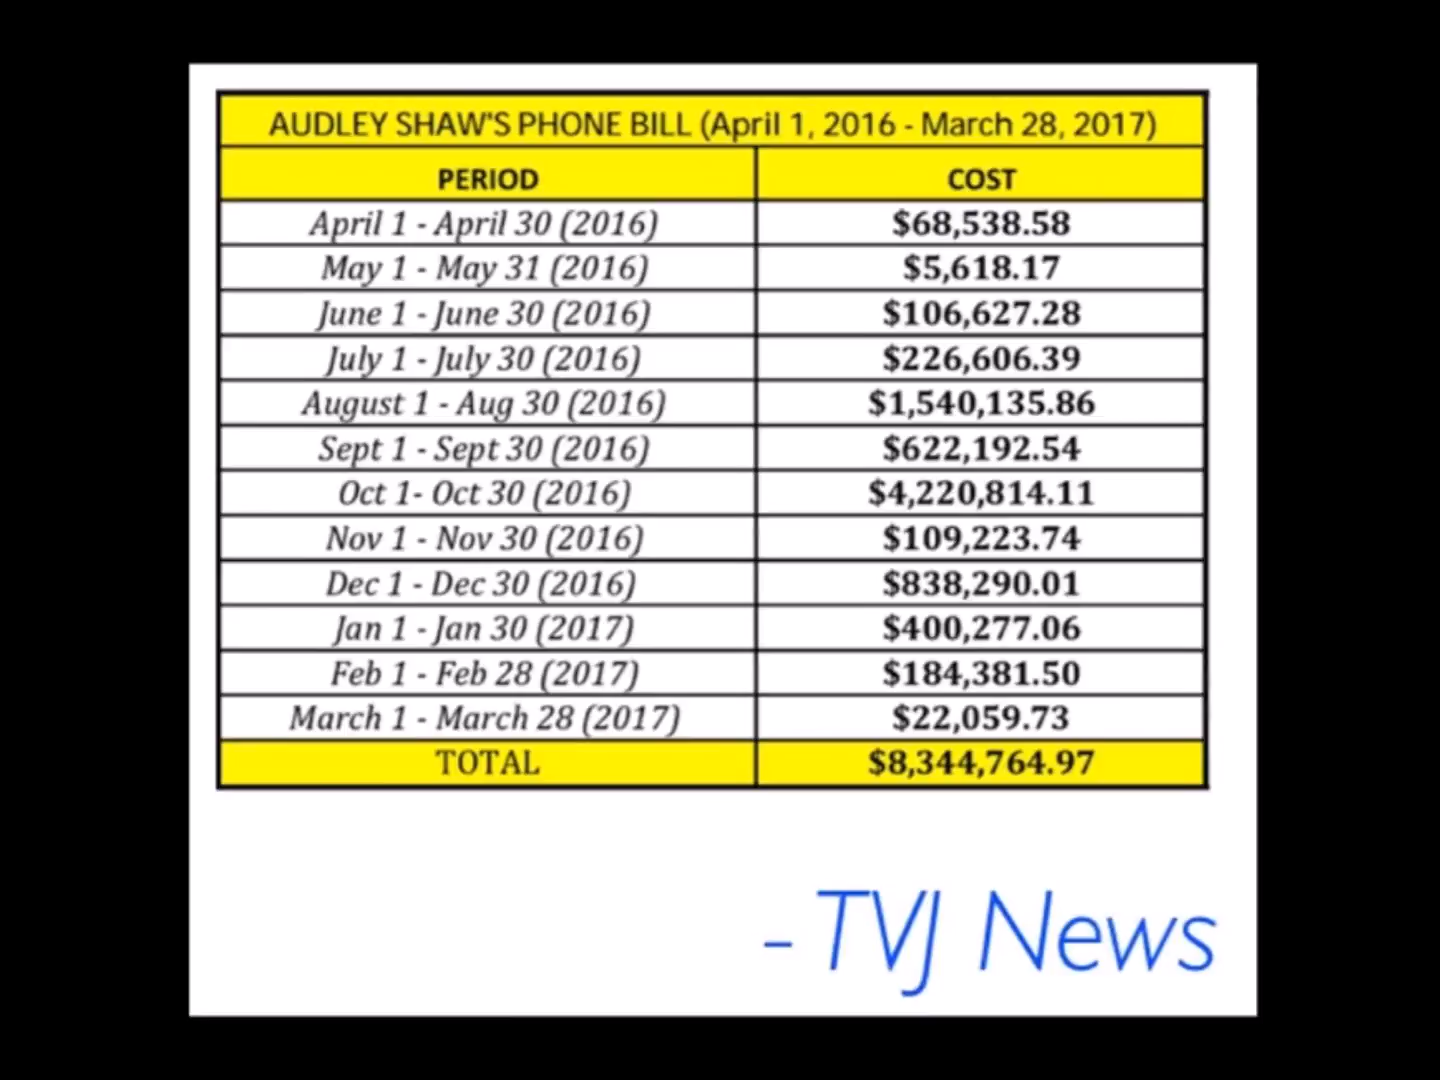 AUDLEY SHAW'S PHONE BILL (April 1, 2016 - March 28, 2017)
PERIOD COST
April 1 - April 30 (2016) $68,538.58
May 1 - May 31 (2016) $5,618.17
June 1 - June 30 (2016) $106,627.28
July 1 - July 30 (2016) $226,606.39
August 1 - Aug 30 (2016) $1,540,135.86
Sept 1 - Sept 30 (2016) $622,192.54
Oct 1- Oct 30 (2016) $4,220,814.11
Nov 1 - Nov 30 (2016) $109,223.74
Dec 1 - Dec 30 (2016) $838,290.01
Jan 1 - Jan 30 (2017) $400,277.06
Feb 1 - Feb 28 (2017) $184,381.50
March 1 - March 28 (2017) $22,059.73
TOTAL $8,344,764.97
- TVJ News